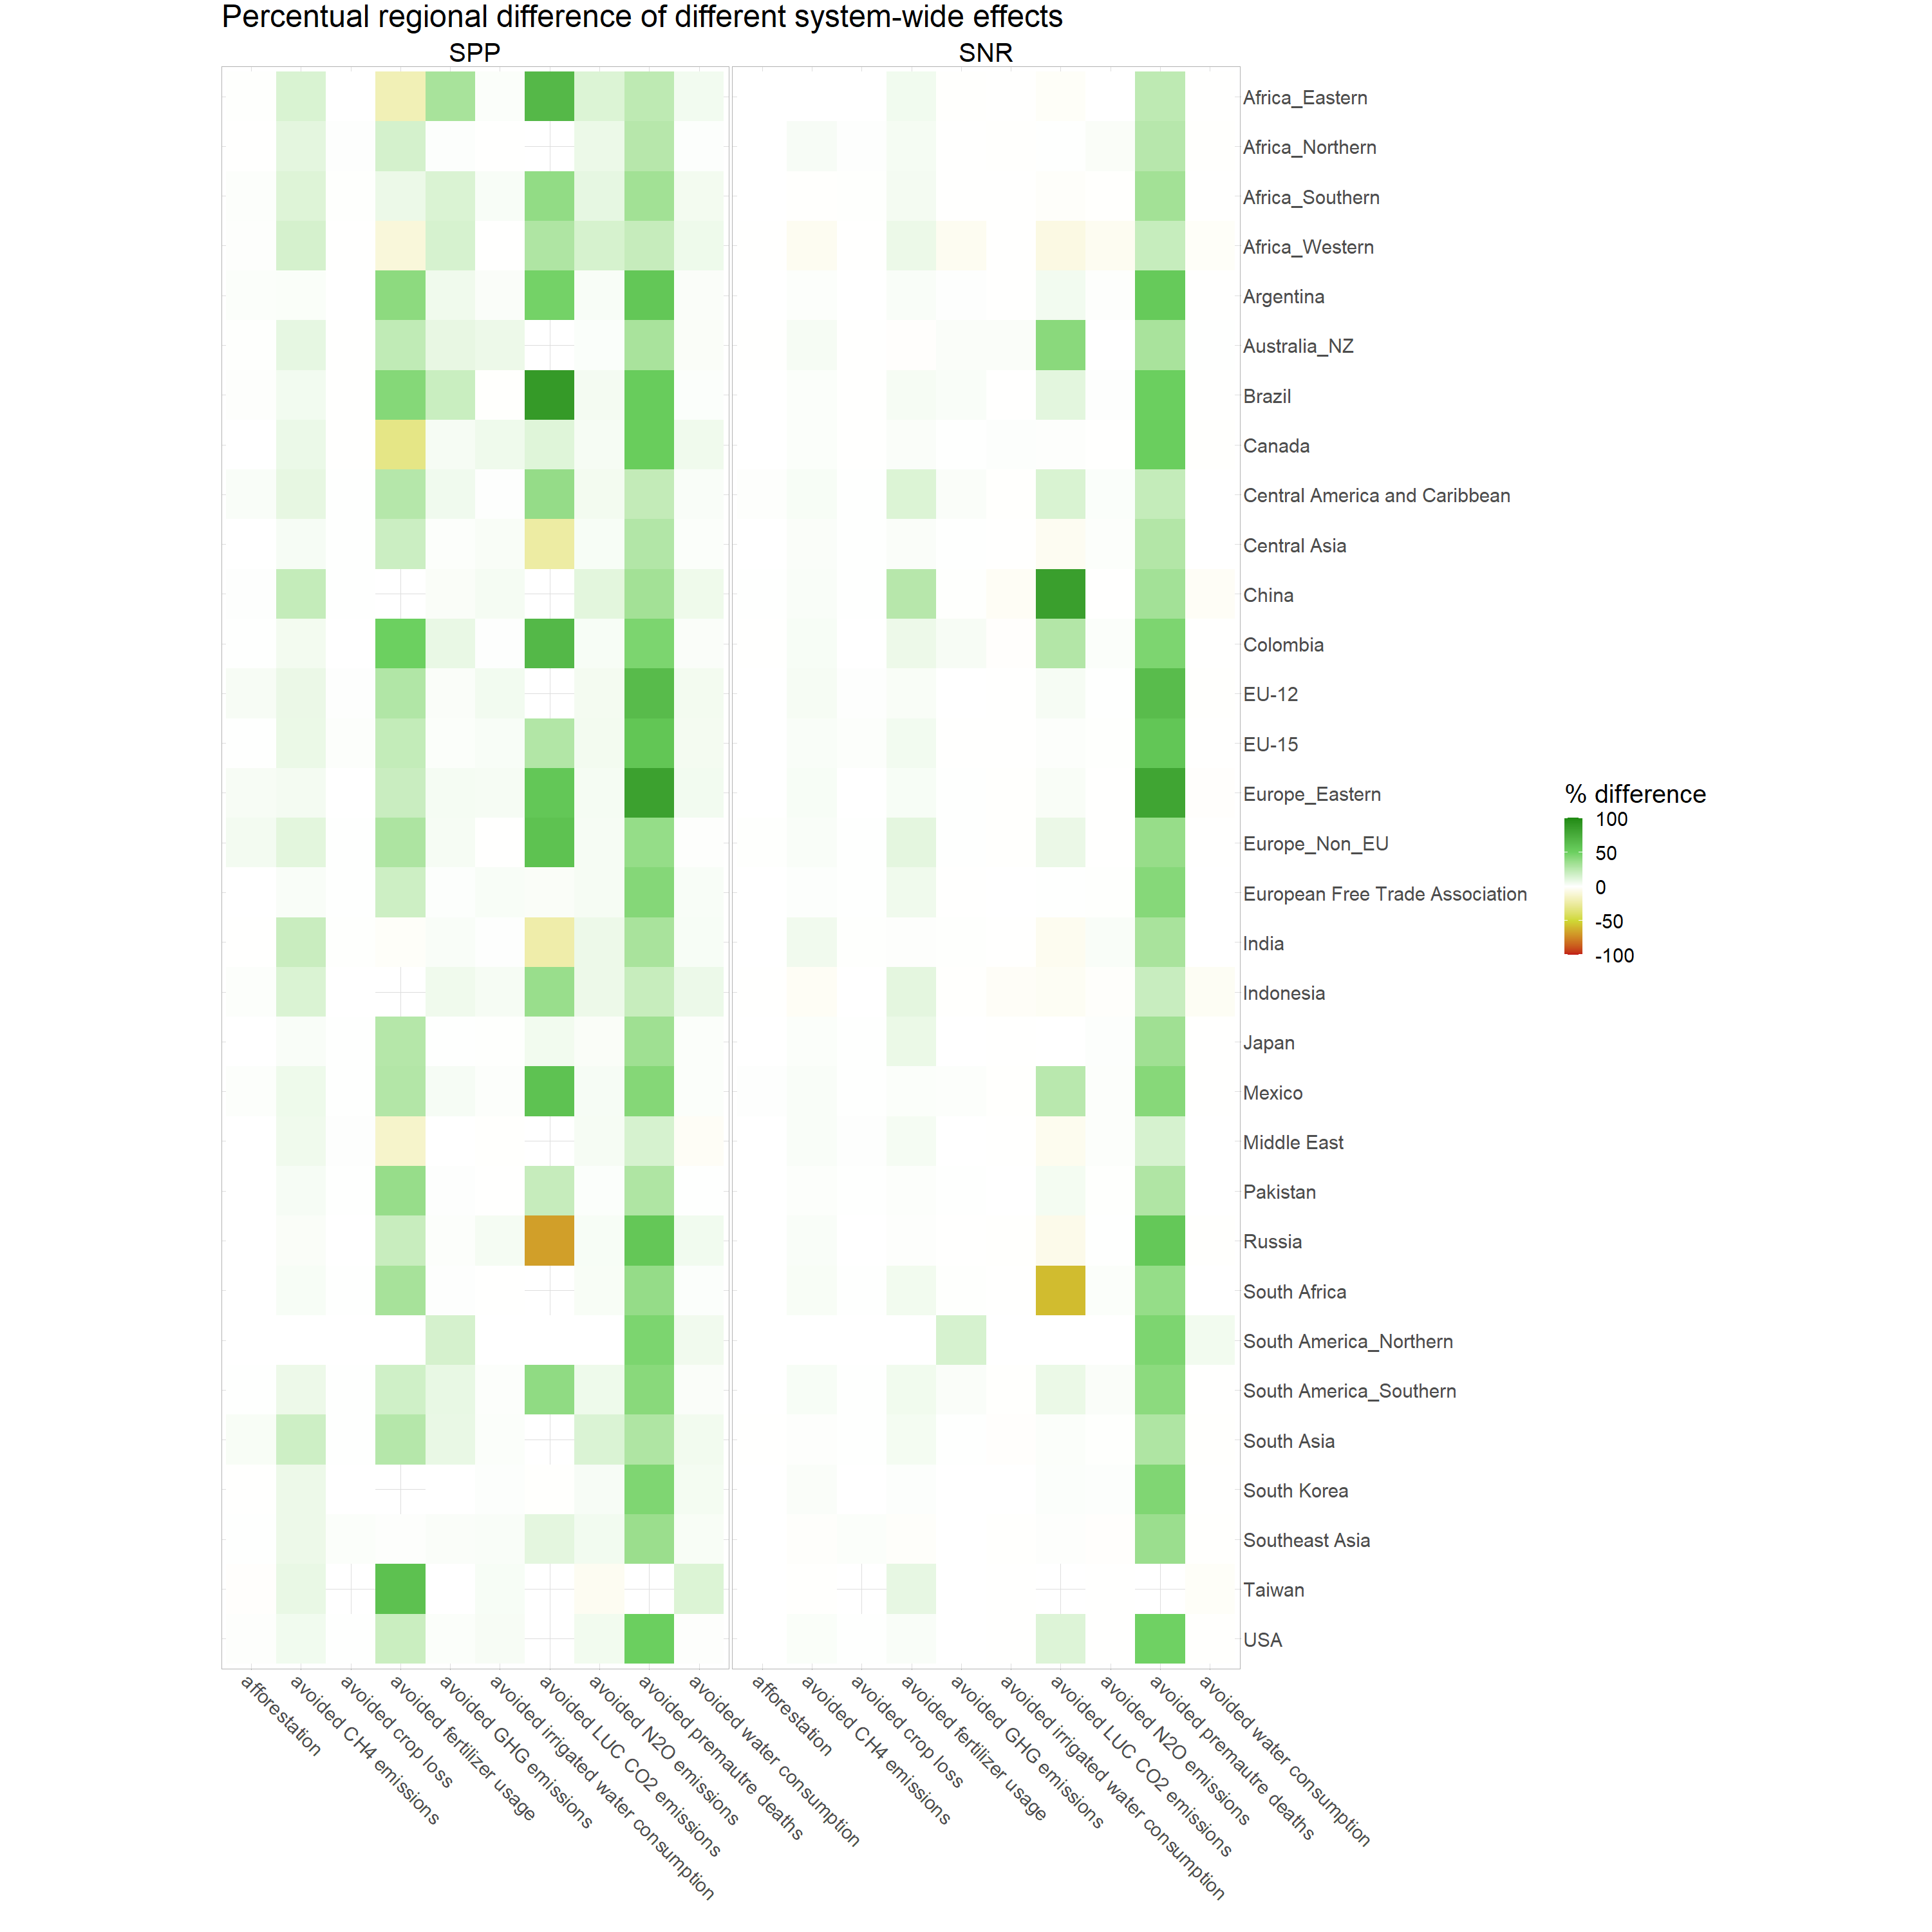 Percentual regional difference of different system-wide effects
SPP
SNR
Africa_Eastern
Africa_Northern
Africa_Southern
Africa_Western
Argentina
Australia_NZ
Brazil
Canada
Central America and Caribbean
Central Asia
China
Colombia
EU-12
EU-15
Europe_Eastern
Europe_Non_EU
European Free Trade Association
India
Indonesia
Japan
Mexico
Middle East
Pakistan
Russia
South Africa
South America_Northern
South America_Southern
South Asia
South Korea
Southeast Asia
Taiwan
USA
% difference
100
50
0
-50
-100
afforestation
avoided CH4 emissions
avoided crop loss
avoided fertilizer usage
avoided GHG emissions
avoided irrigated water consumption
avoided LUC CO2 emissions
avoided N2O emissions
avoided premautre deaths
avoided water consumption
afforestation
avoided CH4 emissions
avoided crop loss
avoided fertilizer usage
avoided GHG emissions
avoided irrigated water consumption
avoided LUC CO2 emissions
avoided N2O emissions
avoided premautre deaths
avoided water consumption